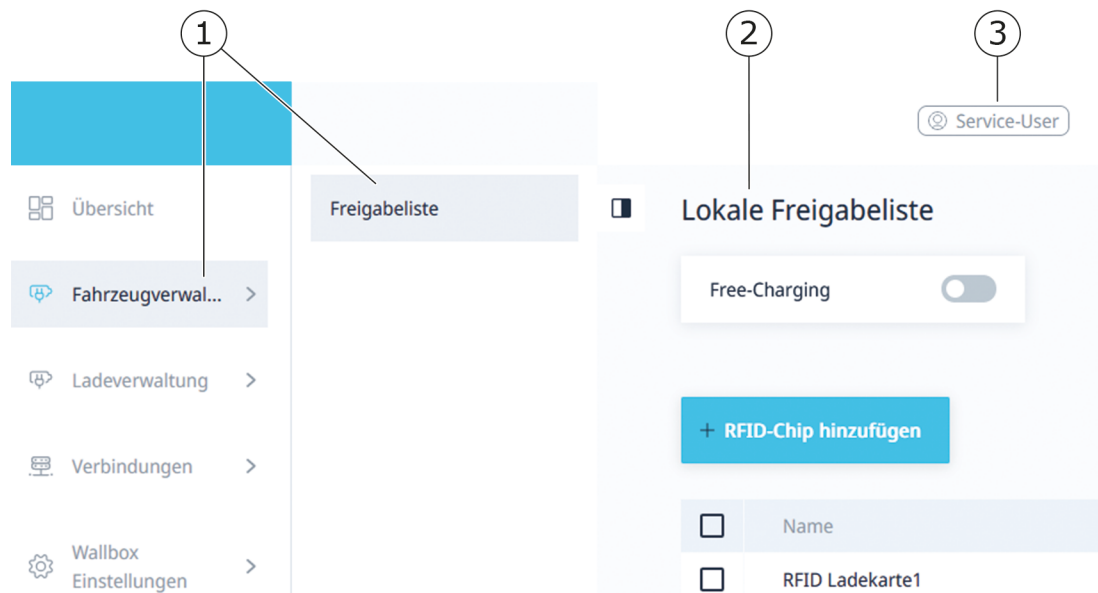 1
2
3
Service-User
Übersicht
Fahrzeugverwal...
Ladeverwaltung
Verbindungen
Wallbox
Einstellungen
Freigabeliste
Lokale Freigabeliste
Free-Charging
+ RFID-Chip hinzufügen
Name
RFID Ladekarte1